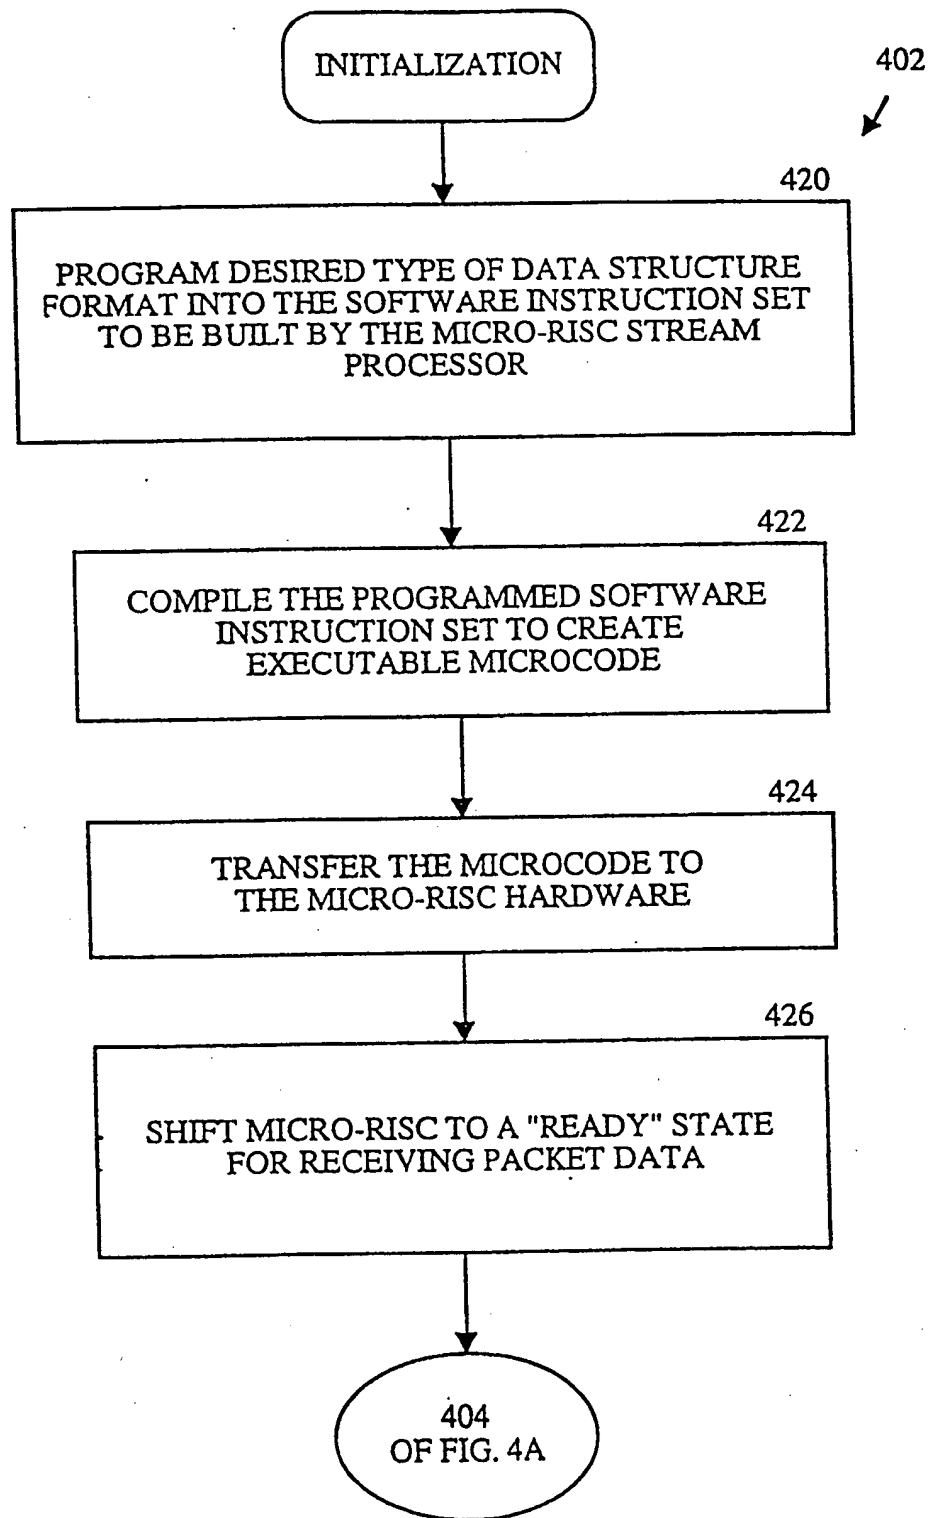 INITIALIZATION
402
420
PROGRAM DESIRED TYPE OF DATA STRUCTURE
FORMAT INTO THE SOFTWARE INSTRUCTION SET
TO BE BUILT BY THE MICRO-RISC STREAM
PROCESSOR
422
COMPILE THE PROGRAMMED SOFTWARE
INSTRUCTION SET TO CREATE
EXECUTABLE MICROCODE
424
TRANSFER THE MICROCODE TO
THE MICRO-RISC HARDWARE
426
SHIFT MICRO-RISC TO A "READY" STATE
FOR RECEIVING PACKET DATA
404
OF FIG. 4A